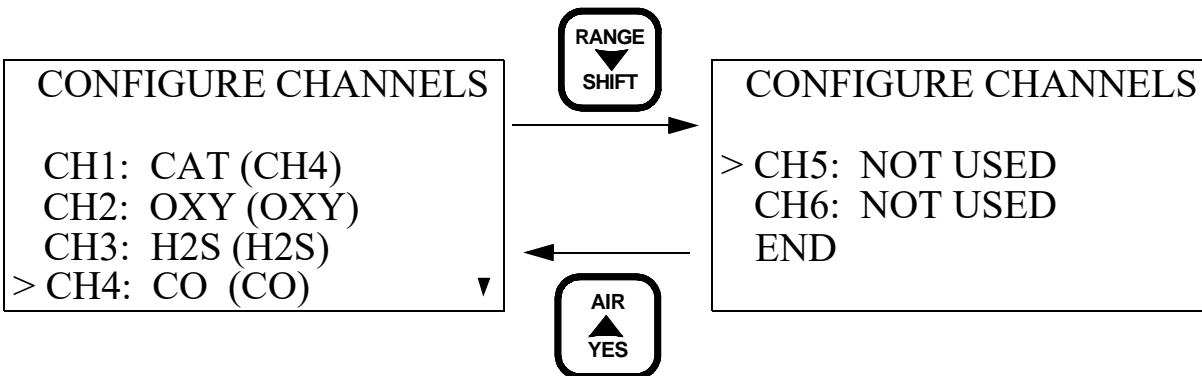 RANGE
SHIFT
CONFIGURE CHANNELS
CH1: CAT (CH4)
CH2: OXY (OXY)
CH3: H2S (H2S)
> CH4: CO (CO) ▼
CONFIGURE CHANNELS
> CH5: NOT USED
CH6: NOT USED
END
AIR
YES